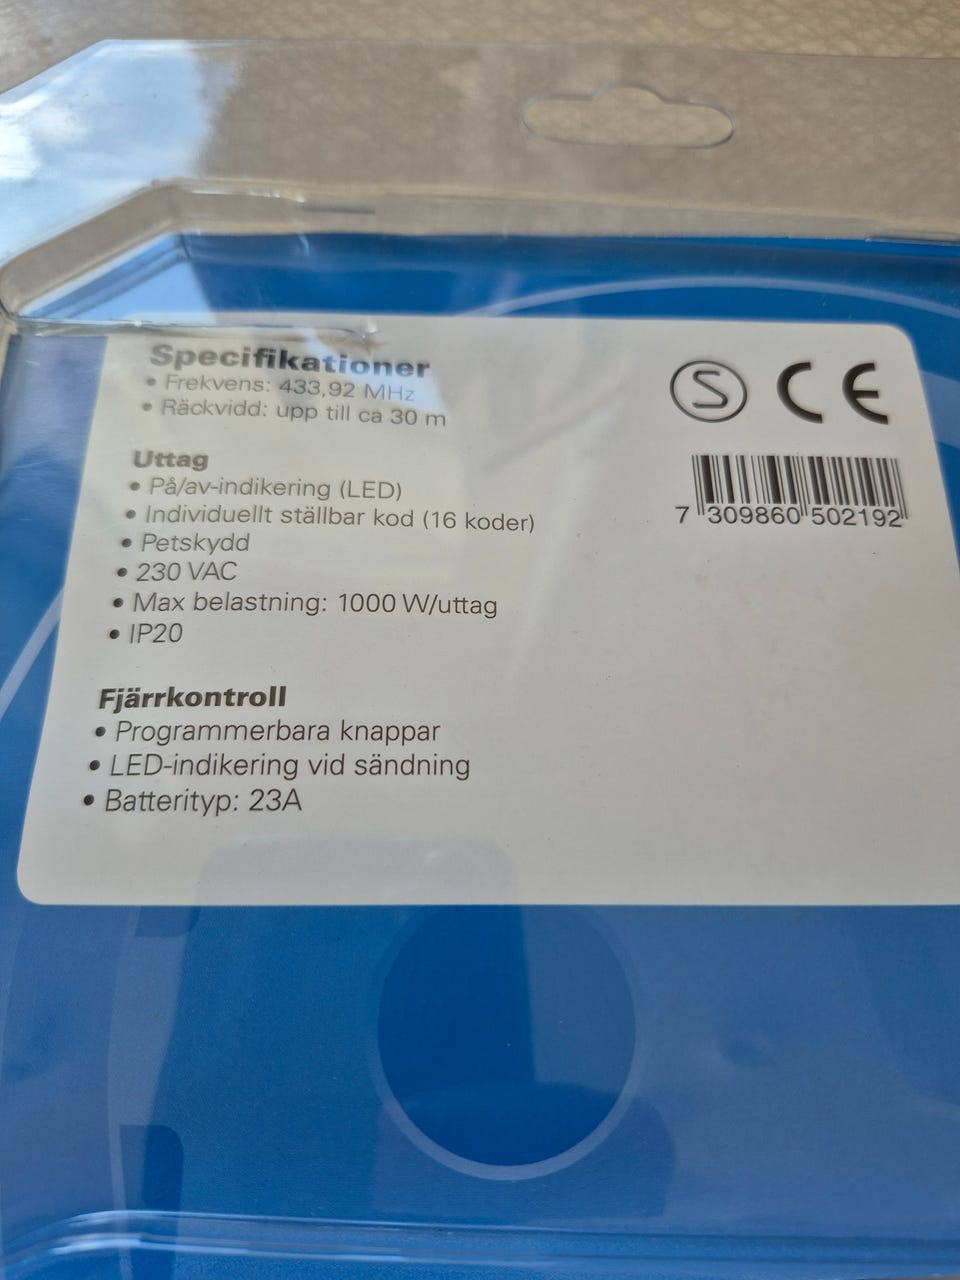 Specifikationer
• Frekvens: 433,92 MHz
• Räckvidd: upp till ca 30 m
Uttag
• På/av-indikering (LED)
• Individuellt ställbar kod (16 koder)
• Petskydd
• 230 VAC
• Max belastning: 1000 W/uttag
• IP20
Fjärrkontroll
• Programmerbara knappar
• LED-indikering vid sändning
• Batterityp: 23A
S CE
7 309860 502192